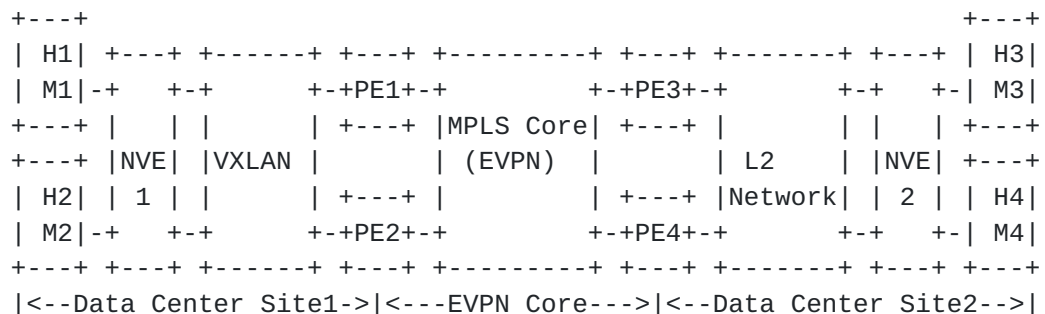 +---+                                                   +---+
| H1| +---+ +------+ +---+ +---------+ +---+ +-------+ +---+ | H3|
| M1|-+   +-+      +-+PE1+-+         +-+PE3+-+       +-+   +-| M3|
+---+ |   | |      | +---+ |MPLS Core| +---+ |       | |   | +---+
+---+ |NVE| |VXLAN |       | (EVPN)  |       | L2    | |NVE| +---+
| H2| | 1 | |      | +---+ |         | +---+ |Network| | 2 | | H4|
| M2|-+   +-+      +-+PE2+-+         +-+PE4+-+       +-+   +-| M4|
+---+ +---+ +------+ +---+ +---------+ +---+ +-------+ +---+ +---+
|<--Data Center Site1->|<---EVPN Core--->|<--Data Center Site2-->|